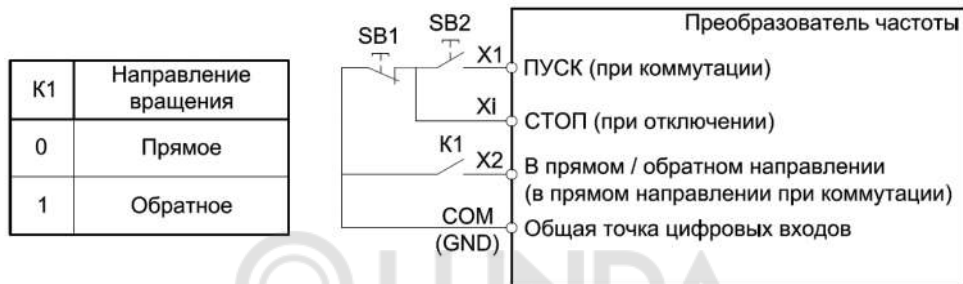 К1
Направление
вращения
0
Прямое
1
Обратное
Преобразователь частоты
SB1
SB2
X1
ПУСК (при коммутации)
Xi
СТОП (при отключении)
К1
X2
В прямом / обратном направлении
(в прямом направлении при коммутации)
COM
(GND)
Общая точка цифровых входов